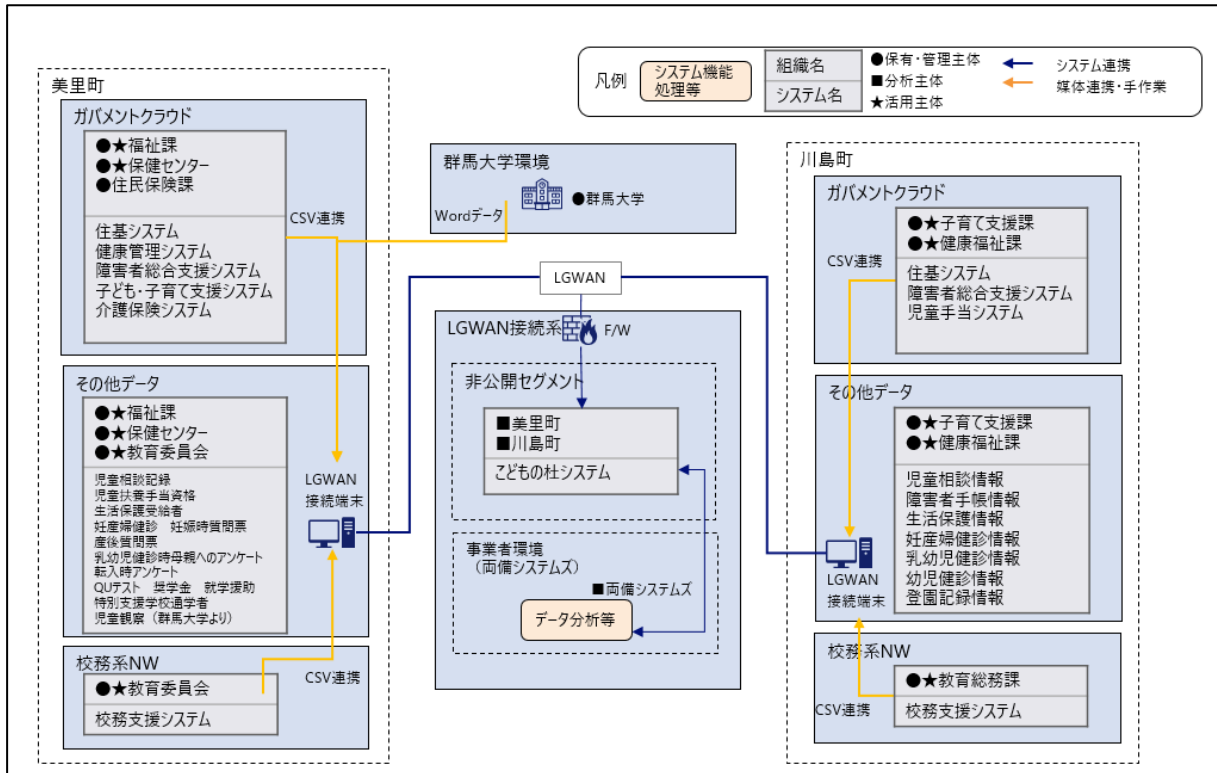 凡例
システム機能
処理等
組織名
システム名
●保有・管理主体
■分析主体
★活用主体
システム連携
媒体連携・手作業
美里町
ガバメントクラウド
●★福祉課
●★保健センター
●住民保険課
住基システム
健康管理システム
障害者総合支援システム
子ども・子育て支援システム
介護保険システム
CSV連携
その他データ
●★福祉課
●★保健センター
●★教育委員会
児童相談記録
児童扶養手当資格
生活保護受給者
妊産婦健診　妊娠時質問票
産後質問票
乳幼児健診時母親へのアンケート
転入時アンケート
QUテスト　奨学金　就学援助
特別支援学校通学者
児童観察（群馬大学より）
LGWAN
接続端末
校務系NW
●★教育委員会
校務支援システム
CSV連携
群馬大学環境
●群馬大学
Wordデータ
LGWAN
LGWAN接続系
F/W
非公開セグメント
■美里町
■川島町
こどもの杜システム
事業者環境
（両備システムズ）
■両備システムズ
データ分析等
川島町
ガバメントクラウド
●★子育て支援課
●★健康福祉課
住基システム
障害者総合支援システム
児童手当システム
CSV連携
その他データ
●★子育て支援課
●★健康福祉課
児童相談情報
障害者手帳情報
生活保護情報
妊産婦健診情報
乳幼児健診情報
幼児健診情報
登園記録情報
LGWAN
接続端末
校務系NW
●★教育総務課
校務支援システム
CSV連携